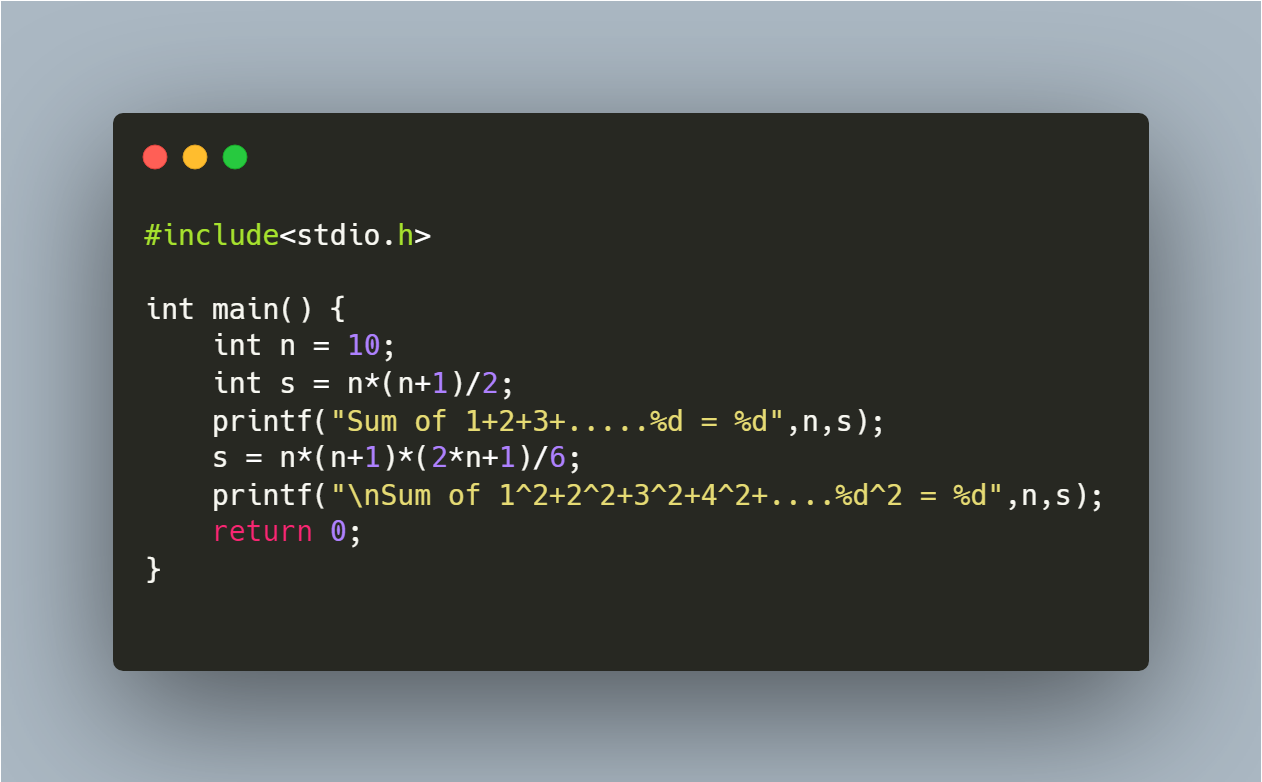 #include<stdio.h>

int main() {
    int n = 10;
    int s = n*(n+1)/2;
    printf("Sum of 1+2+3+.....%d = %d",n,s);
    s = n*(n+1)*(2*n+1)/6;
    printf("\nSum of 1^2+2^2+3^2+4^2+....%d^2 = %d",n,s);
    return 0;
}